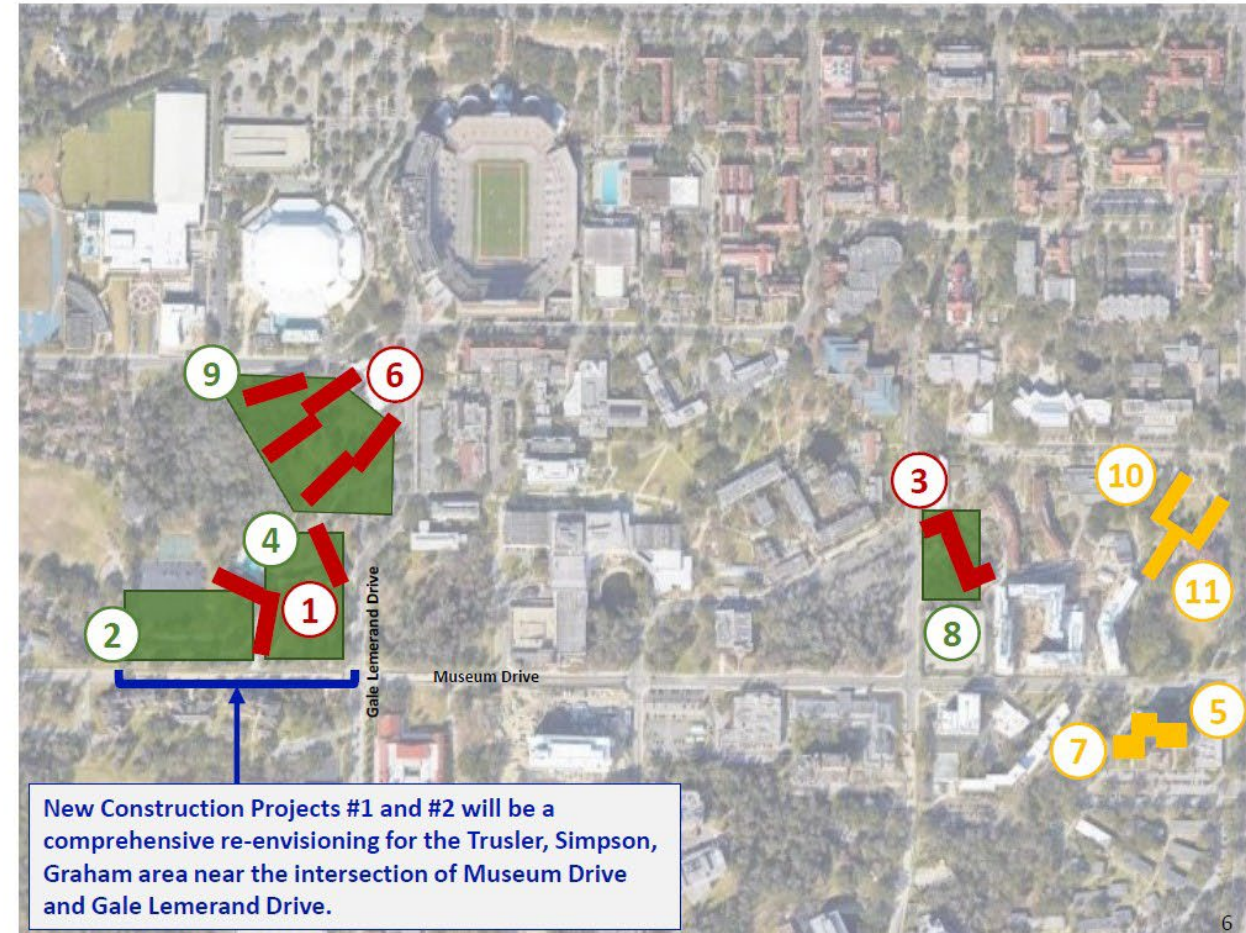 9
6
10
3
4
11
1
Gale Lemerand Drive
2
8
Museum Drive
5
7
New Construction Projects #1 and #2 will be a
comprehensive re-envisioning for the Trusler, Simpson,
Graham area near the intersection of Museum Drive
and Gale Lemerand Drive.
6